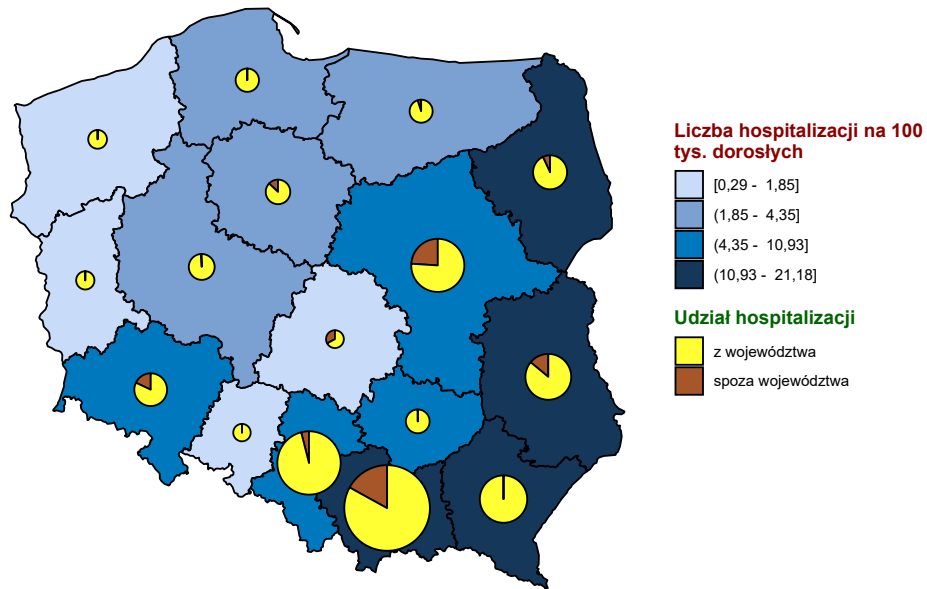 Liczba hospitalizacji na 100
tys. dorosłych
[0,29 - 1,85]
(1,85 - 4,35]
(4,35 - 10,93]
(10,93 - 21,18]
Udział hospitalizacji
z województwa
spoza województwa